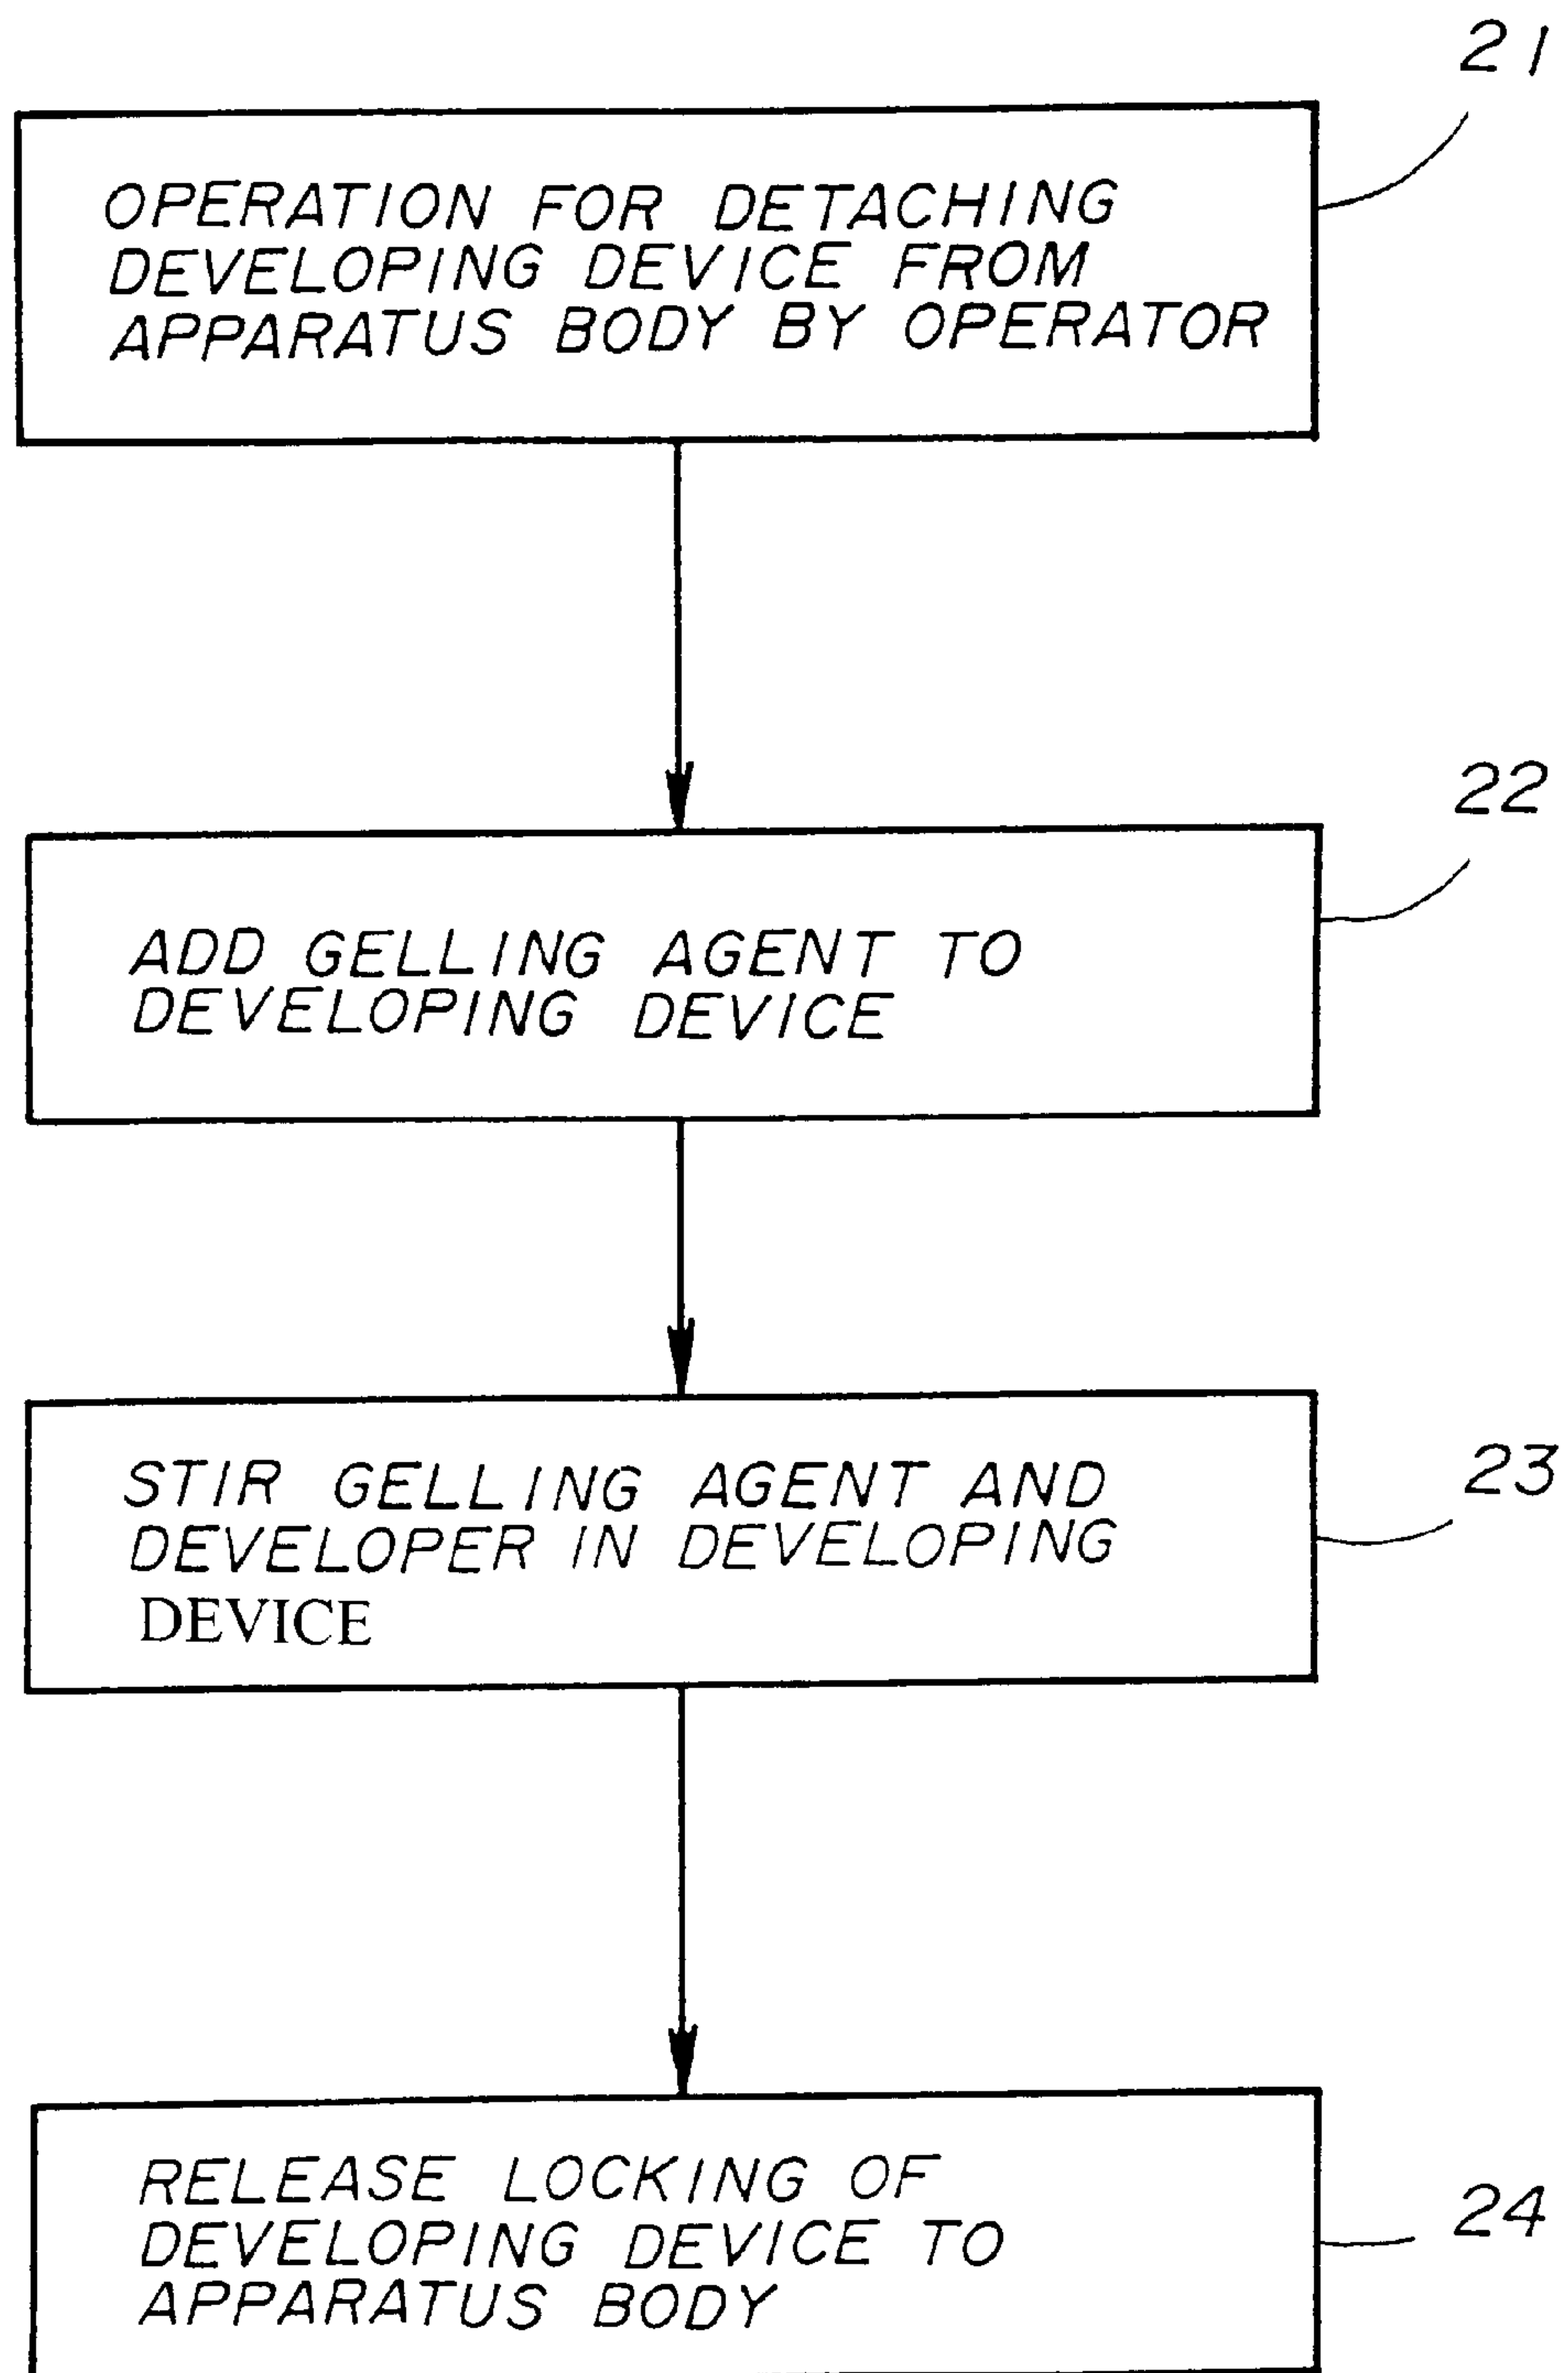 21
OPERATION FOR DETACHING
DEVELOPING DEVICE FROM
APPARATUS BODY BY OPERATOR
22
ADD GELLING AGENT TO
DEVELOPING DEVICE
23
STIR GELLING AGENT AND
DEVELOPER IN DEVELOPING
DEVICE
24
RELEASE LOCKING OF
DEVELOPING DEVICE TO
APPARATUS BODY